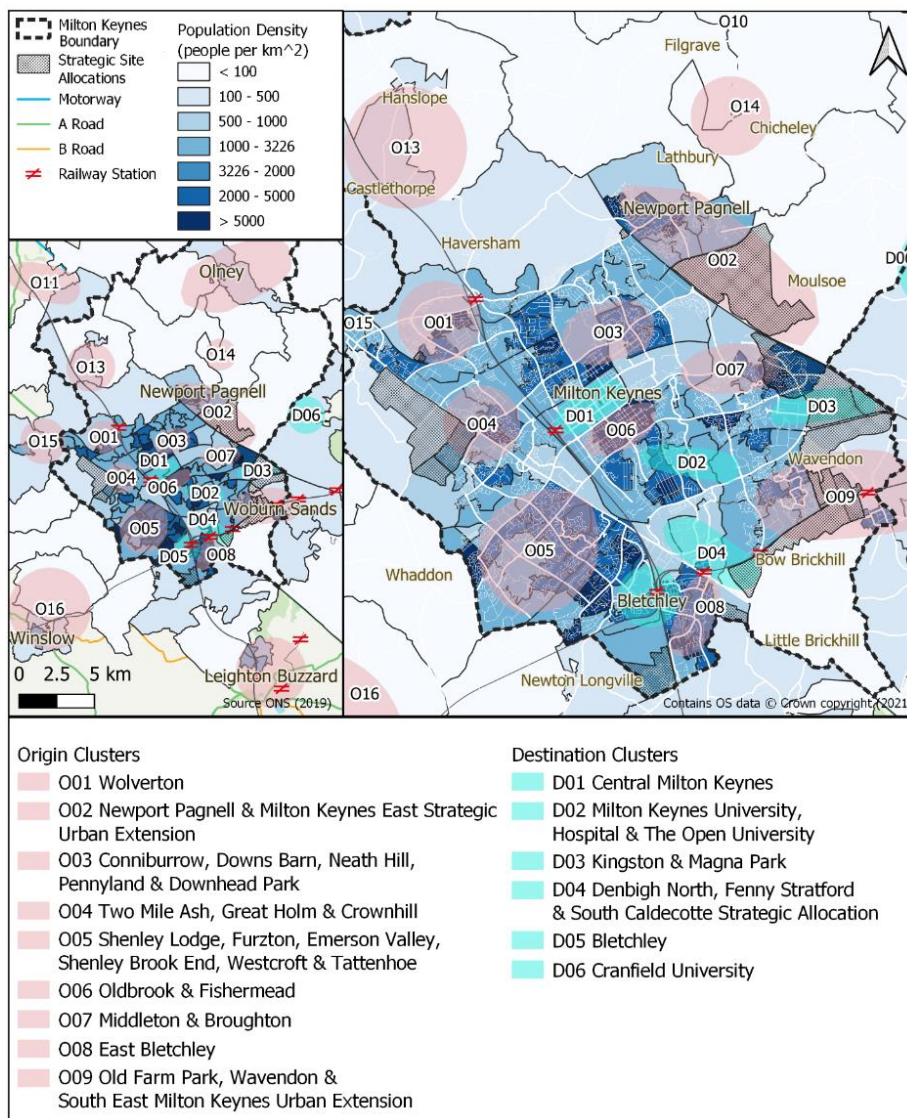 Milton Keynes
Boundary
Strategic Site
Allocations
Motorway
A Road
B Road
Railway Station
Population Density
(people per km^2)
< 100
100 - 500
500 - 1000
1000 - 3226
3226 - 2000
2000 - 5000
> 5000
Olney
O11
O14
O13
Newport Pagnell
O02
D06
O15
O01
O03
D01
O07
O04
D03
O06
D02
Woburn Sands
O05
D04
D05
O08
O16
Winslow
0 2.5 5 km
Leighton Buzzard
Source ONS (2019)
O10
Filgrave
Hanslope
O14
Chicheley
O13
Lathbury
Castlethorpe
Newport Pagnell
Haversham
O02
Moulsoe
D06
O15
O01
O03
O07
Milton Keynes
D01
D03
O04
O06
D02
Wavendon
O09
O05
D04
Bow Brickhill
Whaddon
Bletchley
O08
Little Brickhill
Newton Longville
O16
Contains OS data © Crown copyright (2021)
Origin Clusters
O01 Wolverton
O02 Newport Pagnell & Milton Keynes East Strategic
Urban Extension
O03 Conniburrow, Downs Barn, Neath Hill,
Pennyland & Downhead Park
O04 Two Mile Ash, Great Holm & Crownhill
O05 Shenley Lodge, Furzton, Emerson Valley,
Shenley Brook End, Westcroft & Tattenhoe
O06 Oldbrook & Fishermead
O07 Middleton & Broughton
O08 East Bletchley
O09 Old Farm Park, Wavendon &
South East Milton Keynes Urban Extension
Destination Clusters
D01 Central Milton Keynes
D02 Milton Keynes University,
Hospital & The Open University
D03 Kingston & Magna Park
D04 Denbigh North, Fenny Stratford
& South Caldecotte Strategic Allocation
D05 Bletchley
D06 Cranfield University